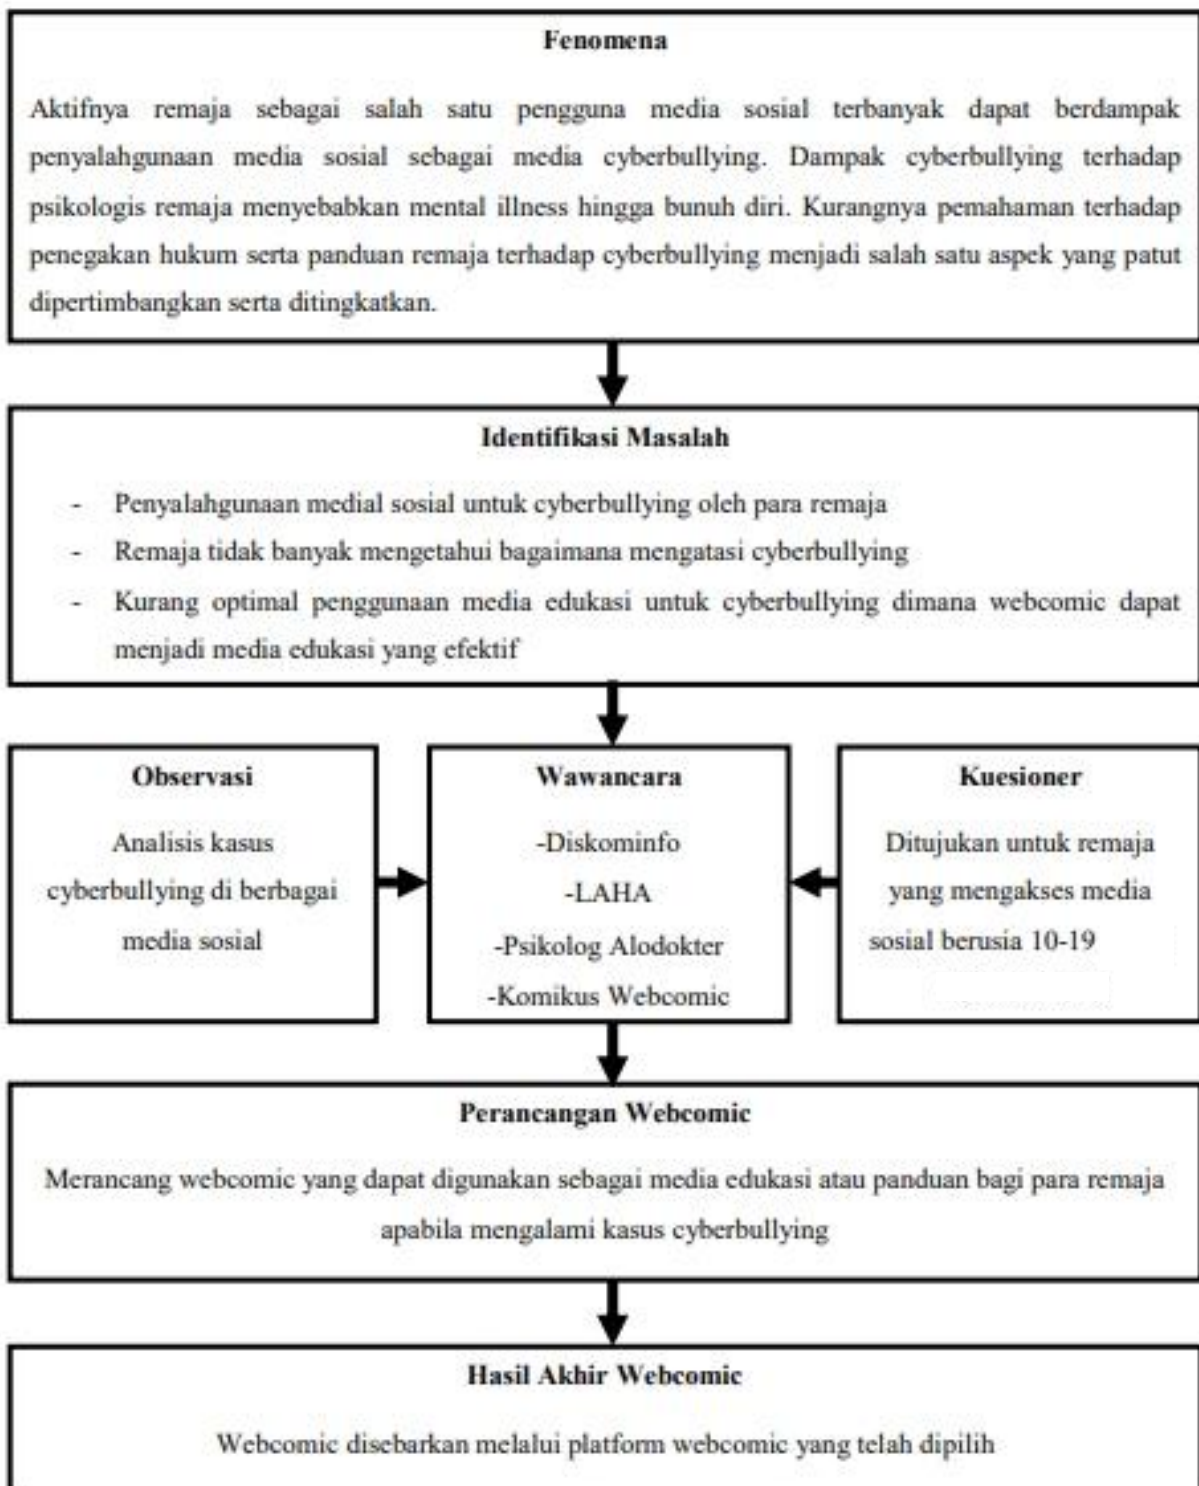 Fenomena
Aktifnya remaja sebagai salah satu pengguna media sosial terbanyak dapat berdampak
penyalahgunaan media sosial sebagai media cyberbullying. Dampak cyberbullying terhadap
psikologis remaja menyebabkan mental illness hingga bunuh diri. Kurangnya pemahaman terhadap
penegakan hukum serta panduan remaja terhadap cyberbullying menjadi salah satu aspek yang patut
dipertimbangkan serta ditingkatkan.
Identifikasi Masalah
- Penyalahgunaan medial sosial untuk cyberbullying oleh para remaja
- Remaja tidak banyak mengetahui bagaimana mengatasi cyberbullying
- Kurang optimal penggunaan media edukasi untuk cyberbullying dimana webcomic dapat
menjadi media edukasi yang efektif
Observasi
Analisis kasus
cyberbullying di berbagai
media sosial
Wawancara
-Diskominfo
-LAHA
-Psikolog Alodokter
-Komikus Webcomic
Kuesioner
Ditujukan untuk remaja
yang mengakses media
sosial berusia 10-19
Perancangan Webcomic
Merancang webcomic yang dapat digunakan sebagai media edukasi atau panduan bagi para remaja
apabila mengalami kasus cyberbullying
Hasil Akhir Webcomic
Webcomic disebarkan melalui platform webcomic yang telah dipilih